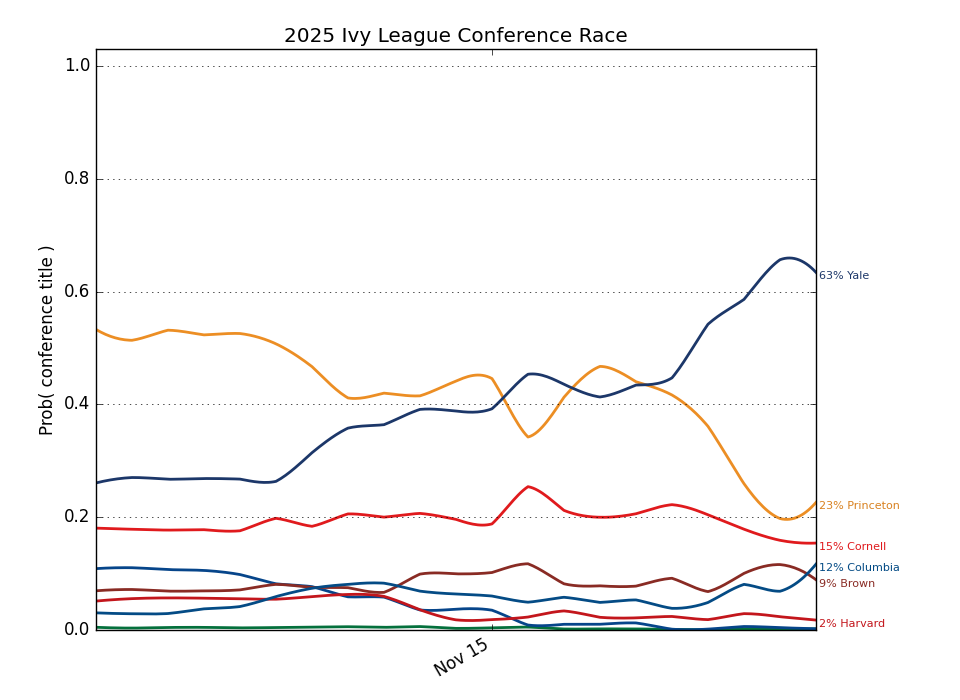 2025 Ivy League Conference Race
1.0
0.8
0.6
0.4
0.2
0.0
Prob( conference title )
Nov 15
63% Yale
23% Princeton
15% Cornell
12% Columbia
9% Brown
2% Harvard